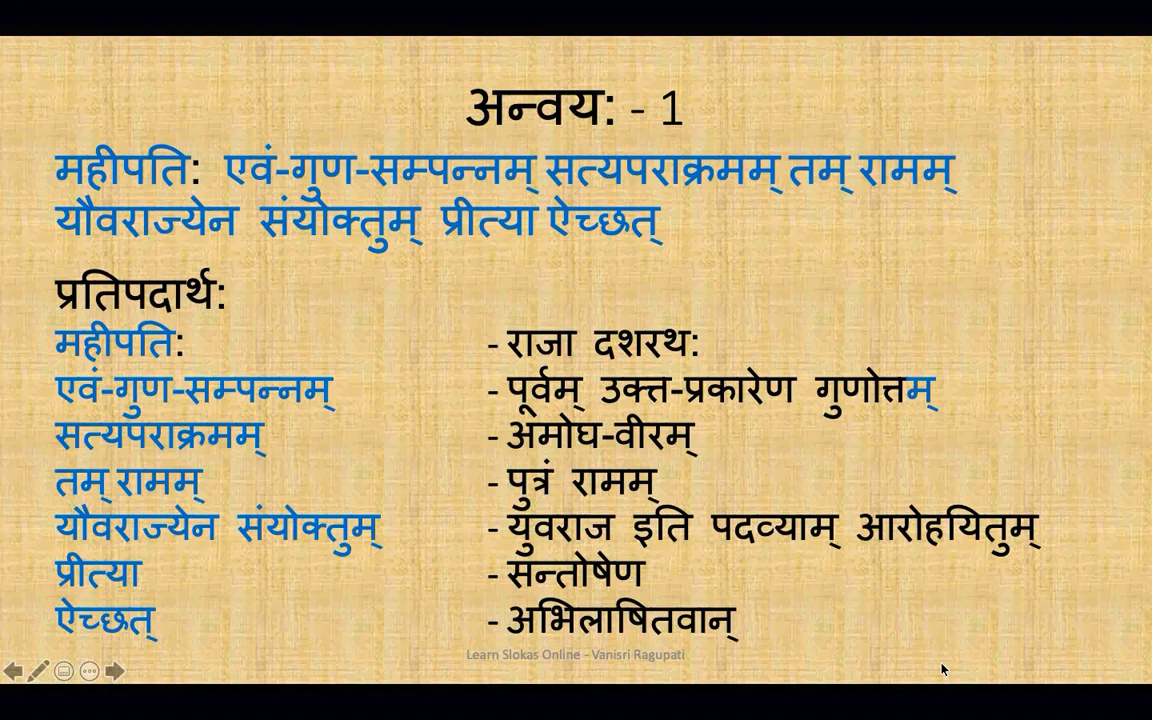 अन्वय: - 1
महीपति: एवं-गुण-सम्पन्नम् सत्यपराक्रमम् तम् रामम्
यौवराज्येन संयोक्तुम् प्रीत्या ऐच्छत्
प्रतिपदार्थ:
महीपति: - राजा दशरथ:
एवं-गुण-सम्पन्नम् - पूर्वम् उक्त-प्रकारेण गुणोत्तम्
सत्यपराक्रमम् - अमोघ-वीरम्
तम् रामम् - पुत्रं रामम्
यौवराज्येन संयोक्तुम् - युवराज इति पदव्याम् आरोहयितुम्
प्रीत्या - सन्तोषेण
ऐच्छत् - अभिलाषितवान्
Learn Slokas Online - Vanisri Ragupati